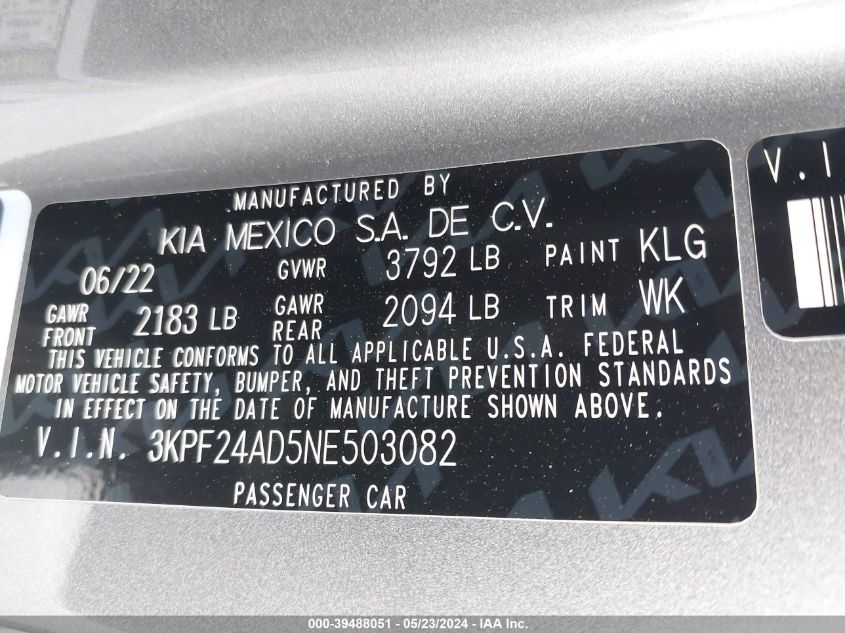 MANUFACTURED BY
KIA MEXICO S.A. DE C.V.
06/22 GVWR 3792 LB PAINT KLG
GAWR FRONT 2183 LB GAWR REAR 2094 LB TRIM WK
THIS VEHICLE CONFORMS TO ALL APPLICABLE U.S.A. FEDERAL
MOTOR VEHICLE SAFETY, BUMPER, AND THEFT PREVENTION STANDARDS
IN EFFECT ON THE DATE OF MANUFACTURE SHOWN ABOVE.
V.I.N. 3KPF24AD5NE503082
PASSENGER CAR
V.I
000-39488051 - 05/23/2024 - IAA Inc.